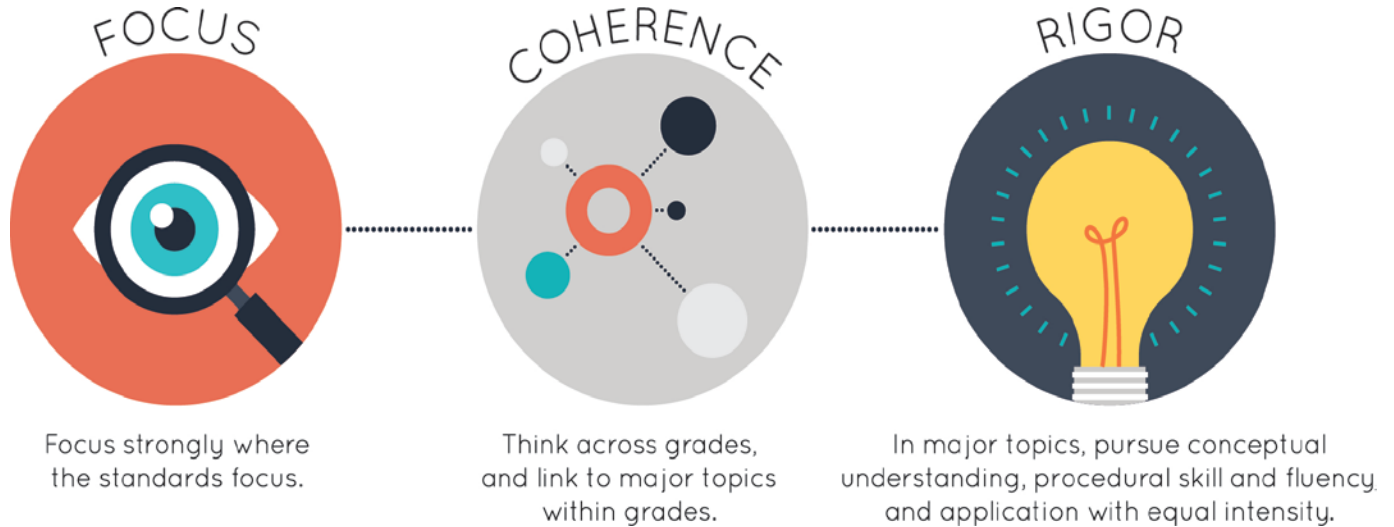 FOCUS
COHERENCE
RIGOR
Focus strongly where
the standards focus.
Think across grades,
and link to major topics
within grades.
In major topics, pursue conceptual
understanding, procedural skill and fluency
and application with equal intensity.